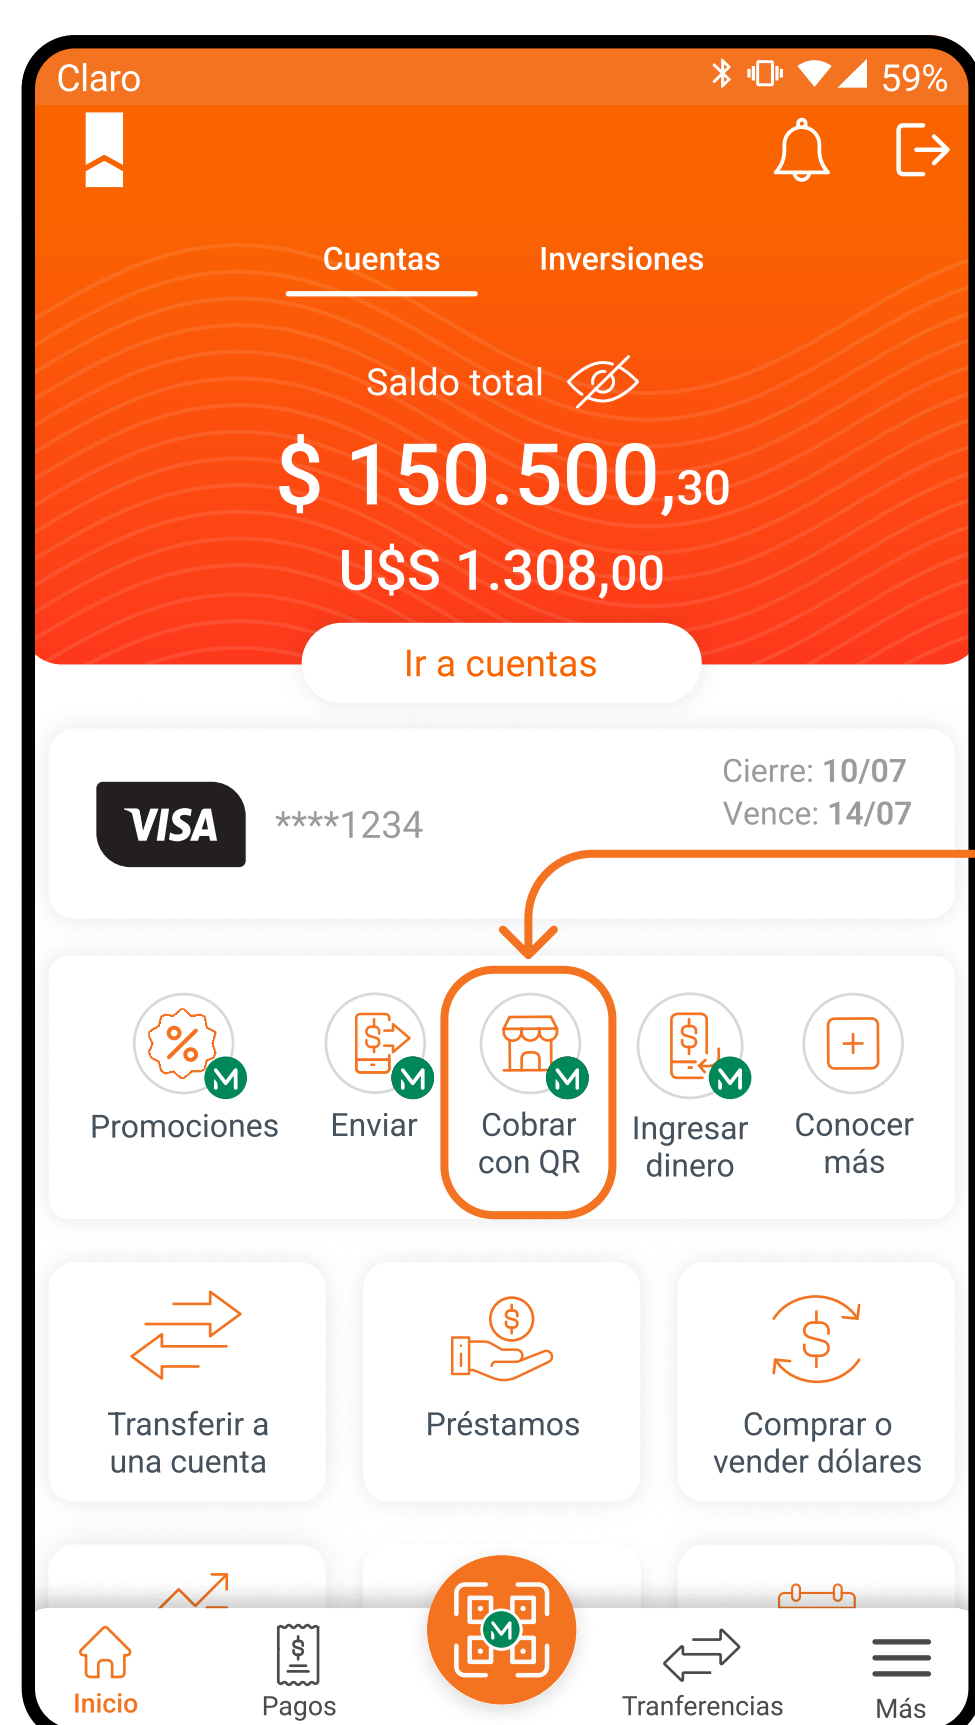 Claro
59%
Cuentas
Inversiones
Saldo total
$ 150.500,30
U$S 1.308,00
Ir a cuentas
Cierre: 10/07
VISA
****1234
Vence: 14/07
Promociones
Enviar
Cobrar
con QR
Ingresar
dinero
Conocer
más
Transferir a
una cuenta
Préstamos
Comprar o
vender dólares
Inicio
Pagos
Tranferencias
Más